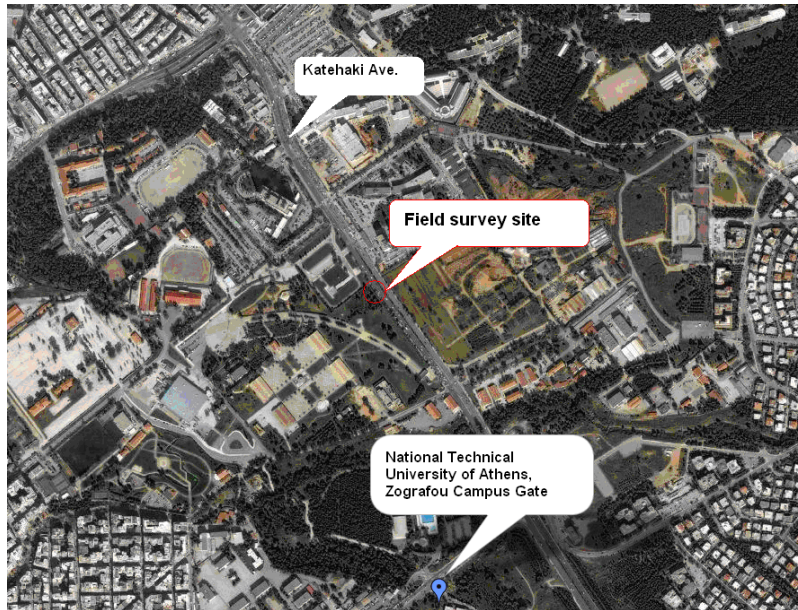 Katehaki Ave.
Field survey site
National Technical
University of Athens,
Zografou Campus Gate